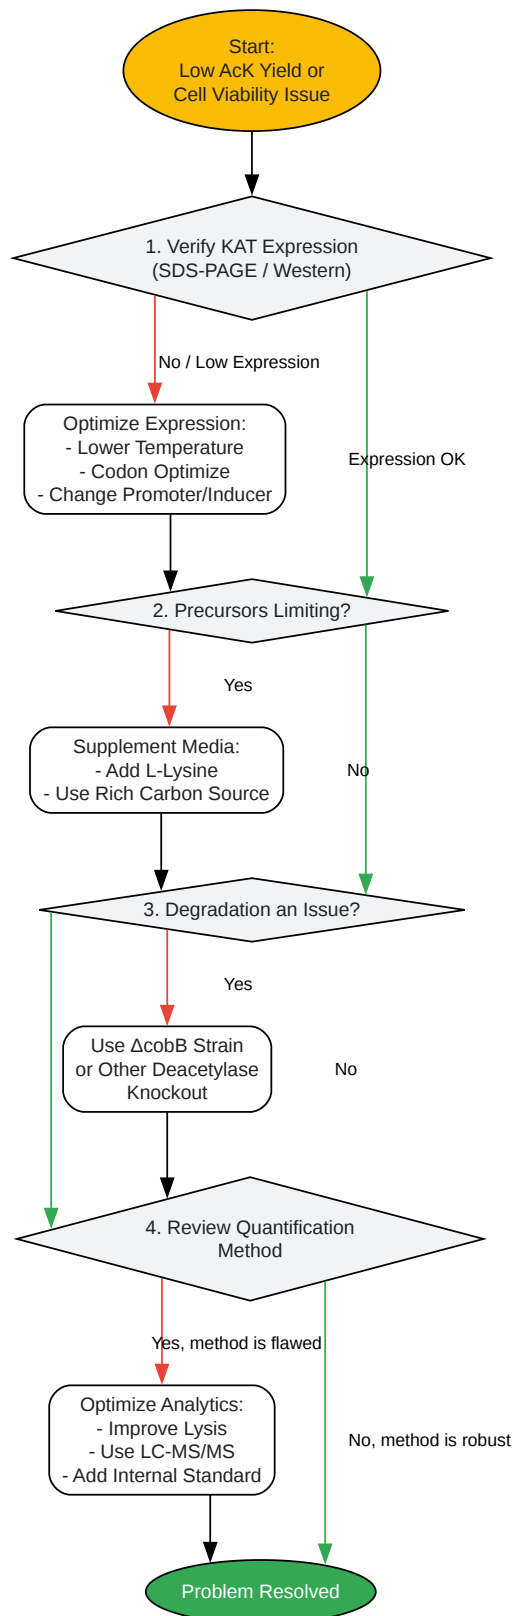 Start:
Low AcK Yield or
Cell Viability Issue
1. Verify KAT Expression
(SDS-PAGE / Western)
No / Low Expression
Optimize Expression:
- Lower Temperature
- Codon Optimize
- Change Promoter/Inducer
Expression OK
2. Precursors Limiting?
Yes
Supplement Media:
- Add L-Lysine
- Use Rich Carbon Source
No
3. Degradation an Issue?
Yes
Use ΔcobB Strain
or Other Deacetylase
Knockout
No
4. Review Quantification
Method
Yes, method is flawed
Optimize Analytics:
- Improve Lysis
- Use LC-MS/MS
- Add Internal Standard
No, method is robust
Problem Resolved